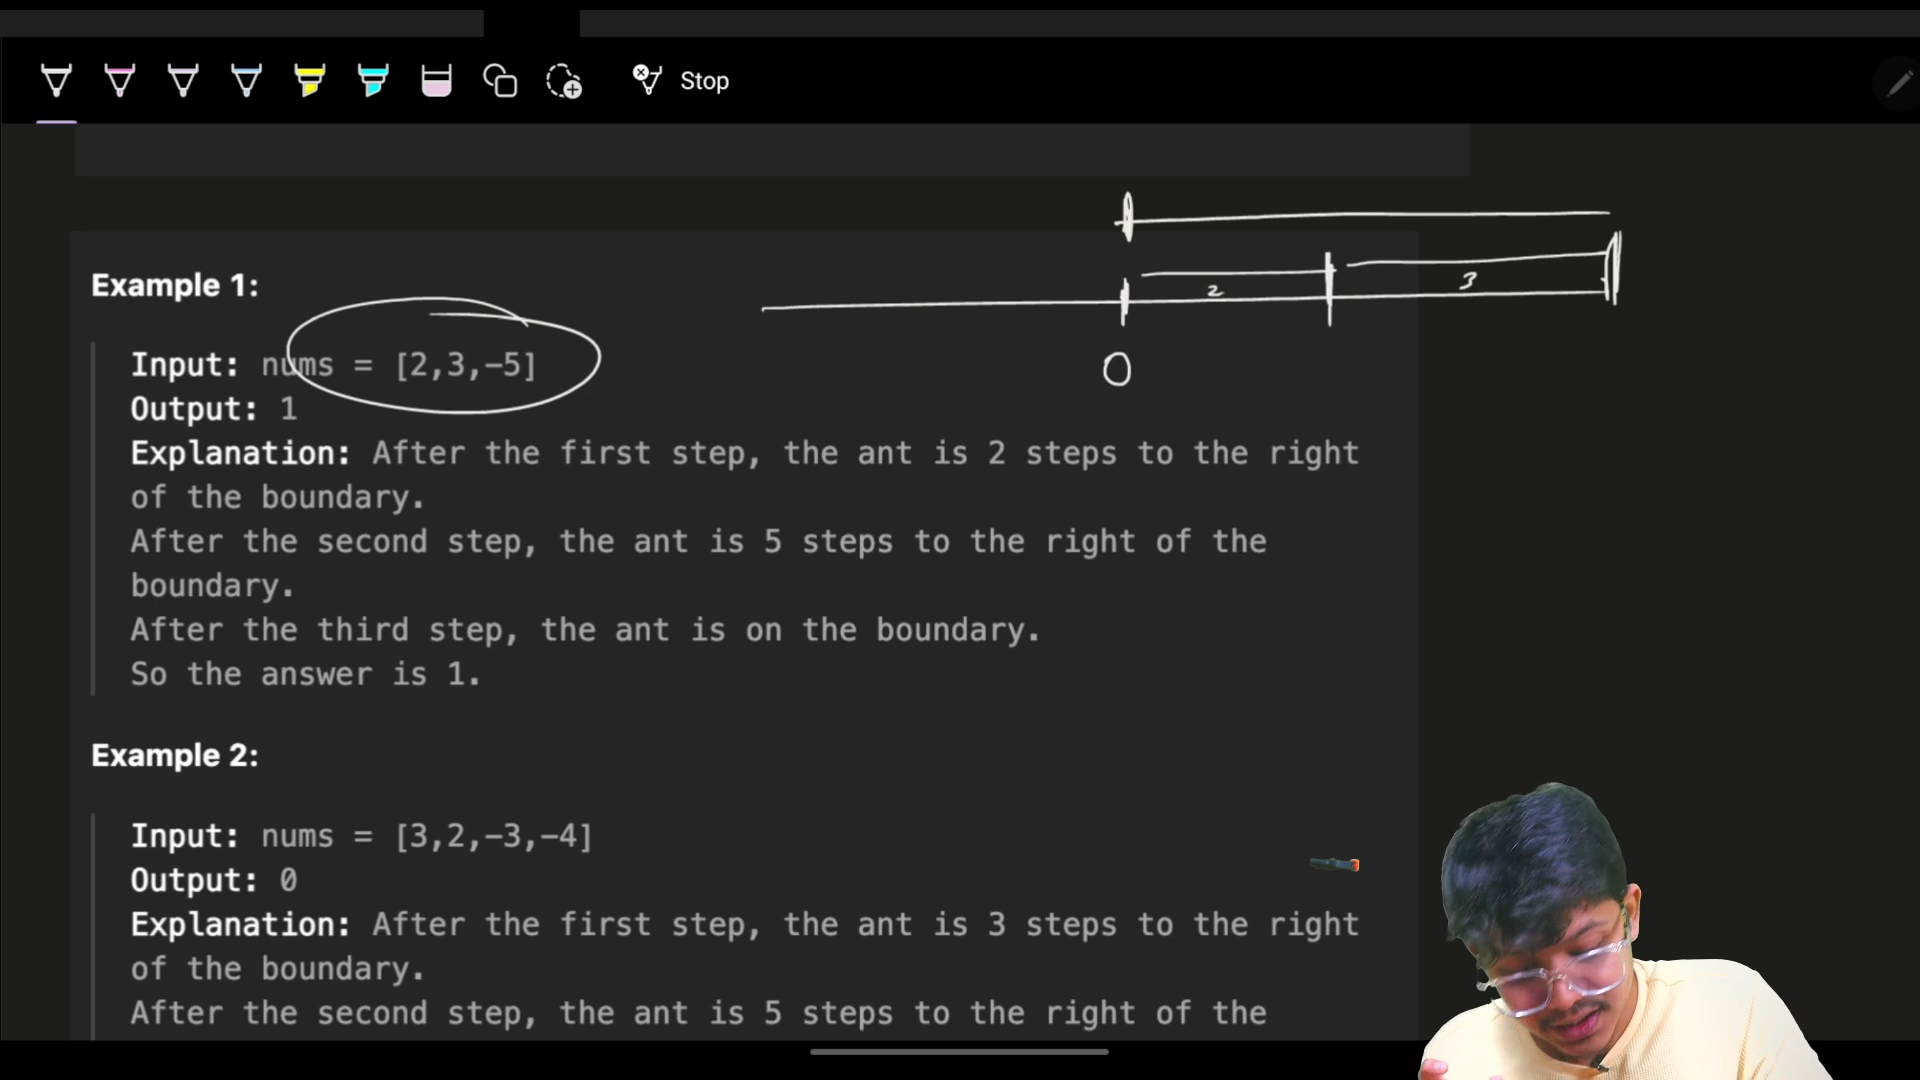 Stop
2
3
0
Example 1:
Input: nums = [2,3,−5]
Output: 1
Explanation: After the first step, the ant is 2 steps to the right
of the boundary.
After the second step, the ant is 5 steps to the right of the
boundary.
After the third step, the ant is on the boundary.
So the answer is 1.
Example 2:
Input: nums = [3,2,−3,−4]
Output: 0
Explanation: After the first step, the ant is 3 steps to the right
of the boundary.
After the second step, the ant is 5 steps to the right of the